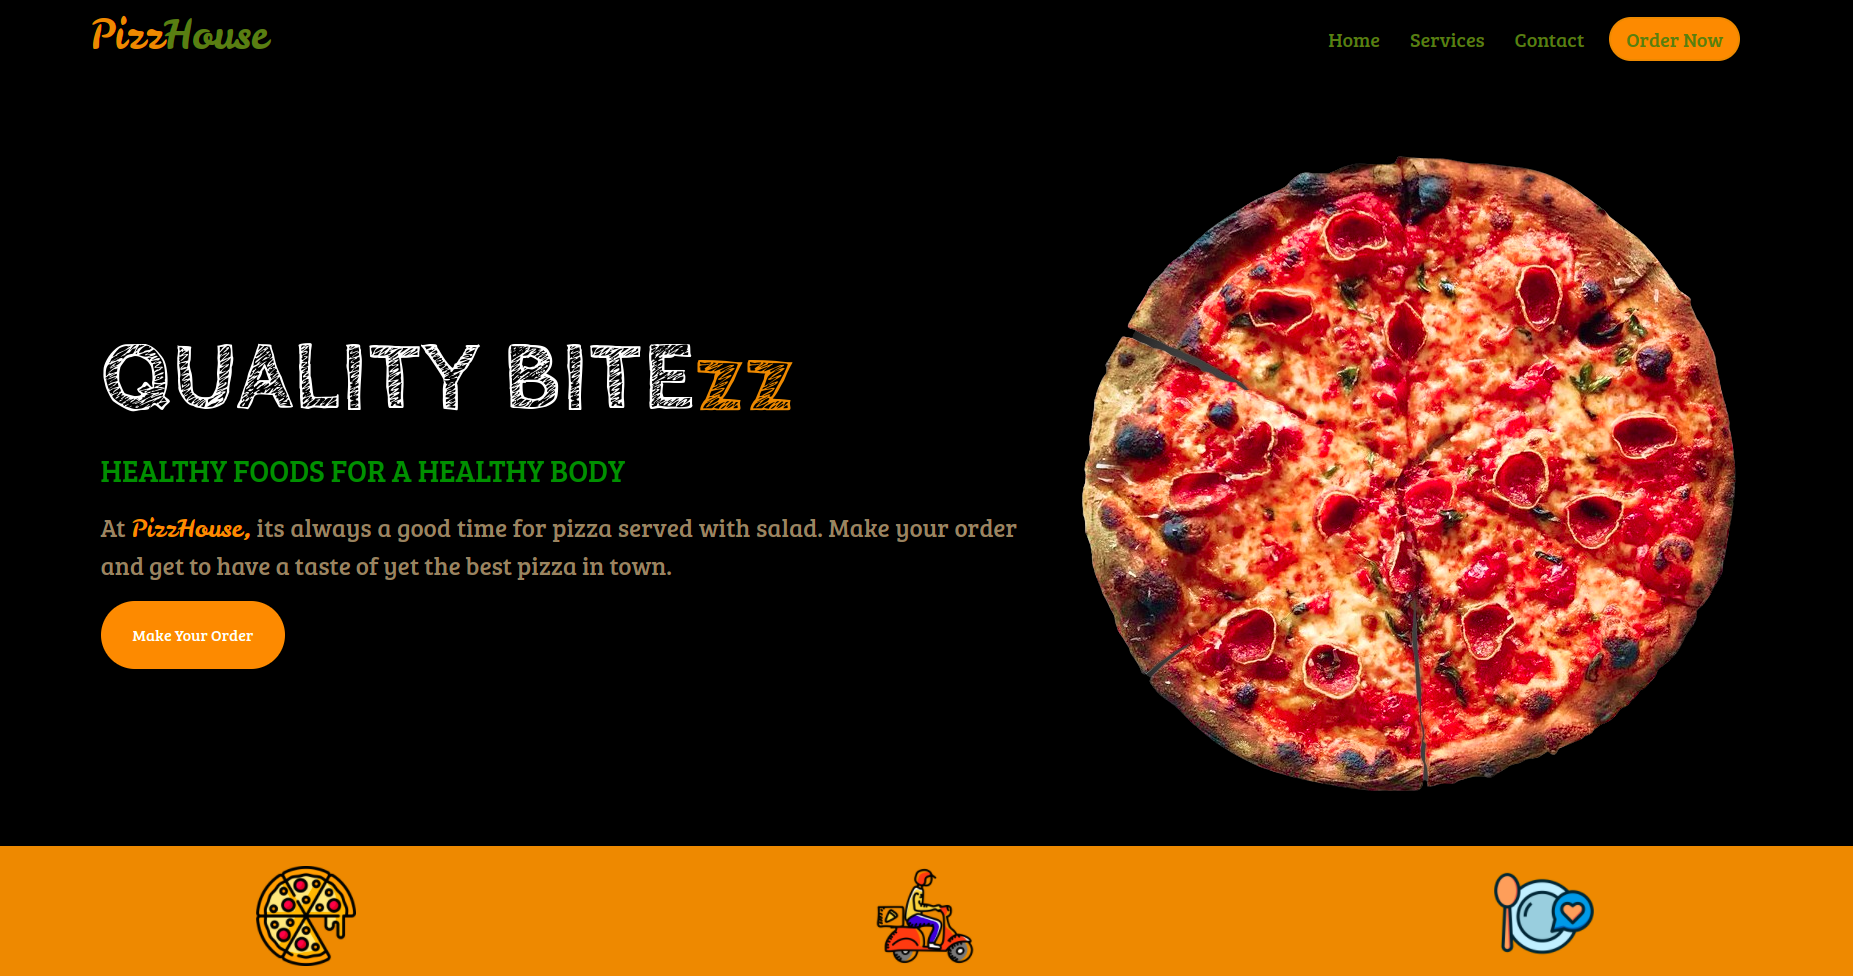 PizzHouse
Home Services Contact Order Now
QUALITY BITEzz
HEALTHY FOODS FOR A HEALTHY BODY
At PizzHouse, its always a good time for pizza served with salad. Make your order
and get to have a taste of yet the best pizza in town.
Make Your Order